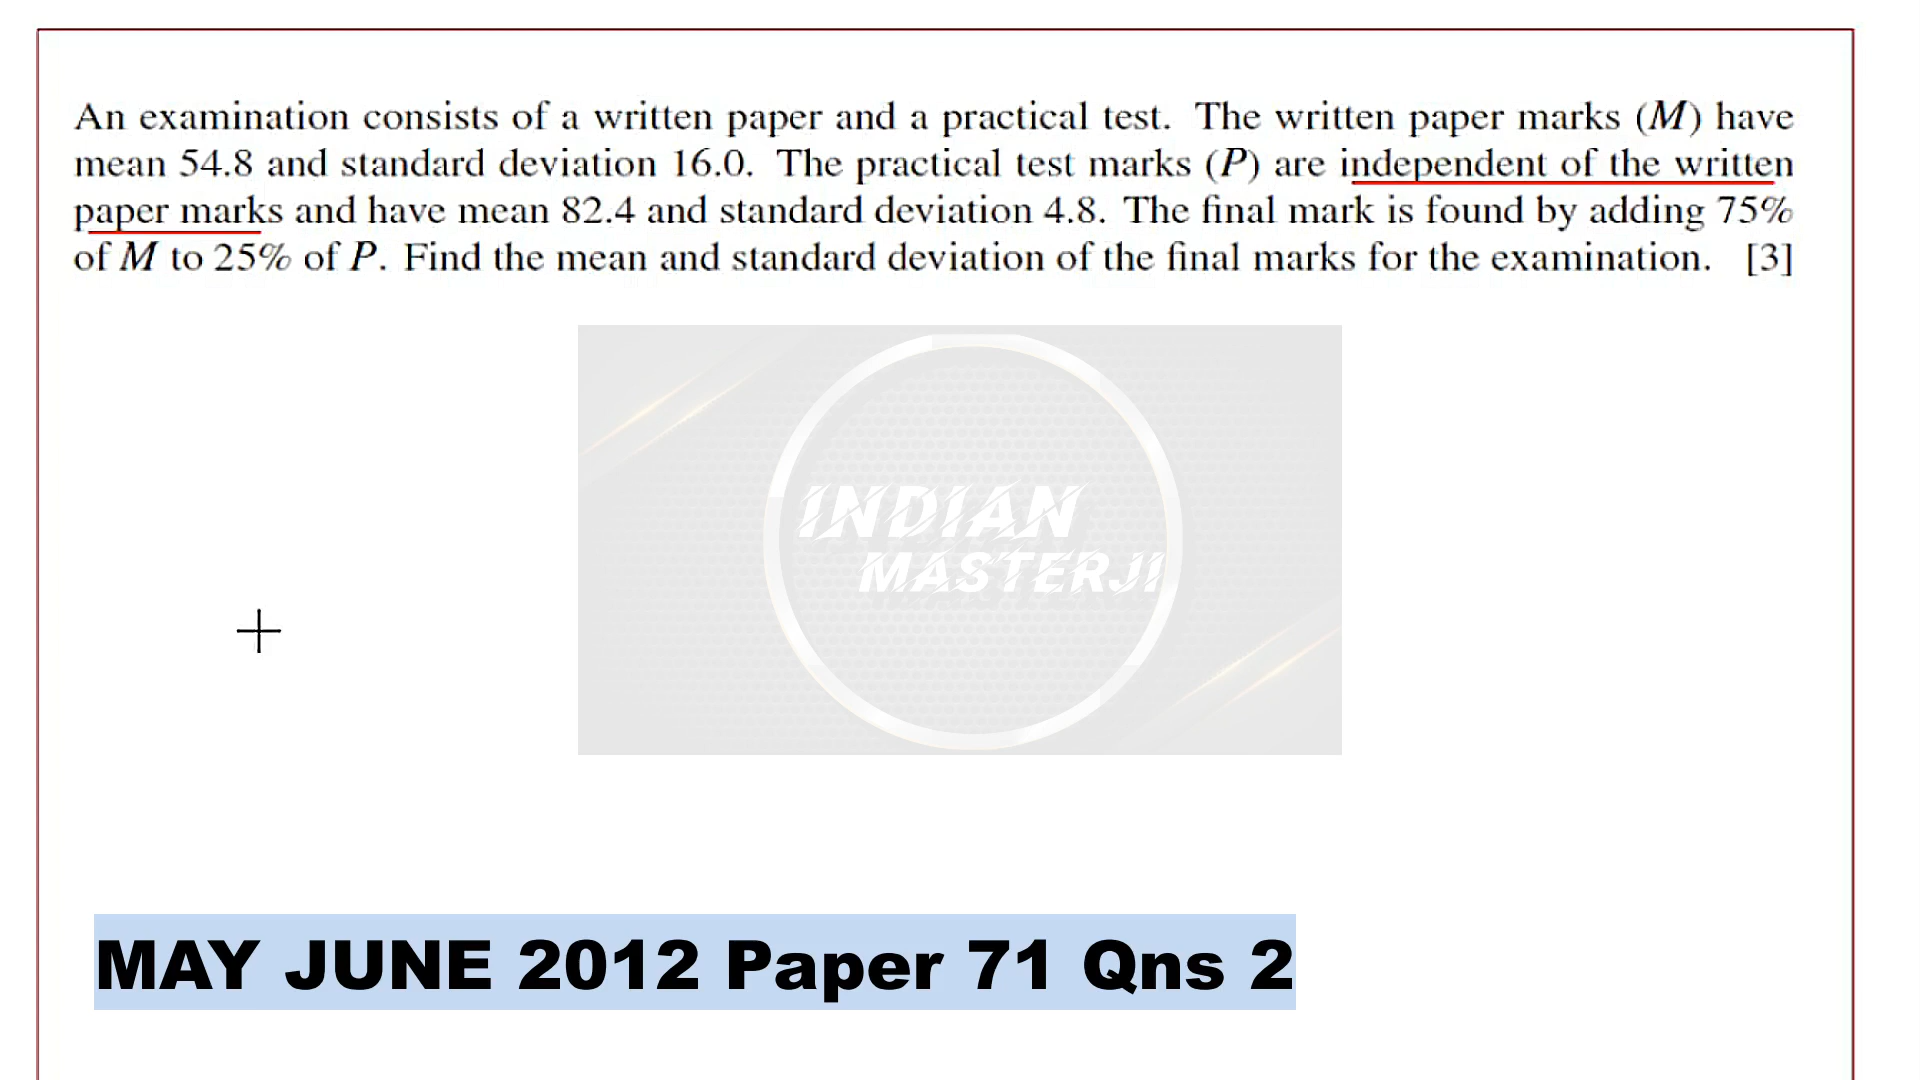 An examination consists of a written paper and a practical test. The written paper marks (M) have
mean 54.8 and standard deviation 16.0. The practical test marks (P) are independent of the written
paper marks and have mean 82.4 and standard deviation 4.8. The final mark is found by adding 75%
of M to 25% of P. Find the mean and standard deviation of the final marks for the examination. [3]
INDIAN
MASTERJI
MAY JUNE 2012 Paper 71 Qns 2